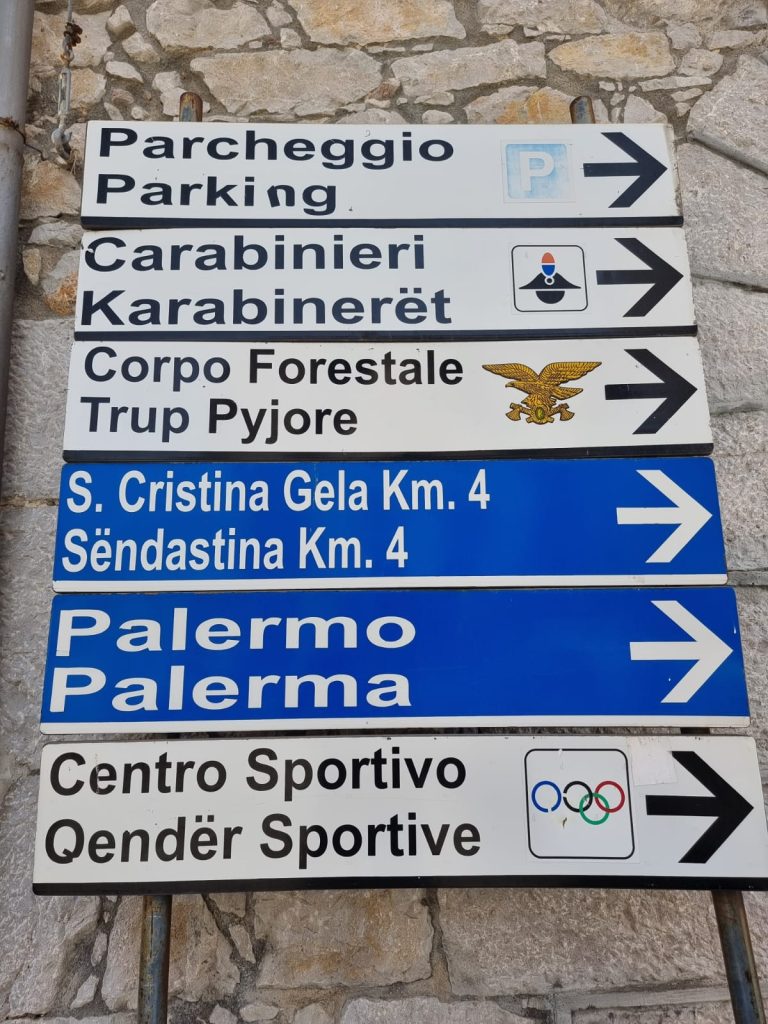 Parcheggio P
Parking
Carabinieri
Karabinerët
Corpo Forestale
Trup Pyjore
S. Cristina Gela Km. 4
Sëndastina Km. 4
Palermo
Palerma
Centro Sportivo
Qendër Sportive